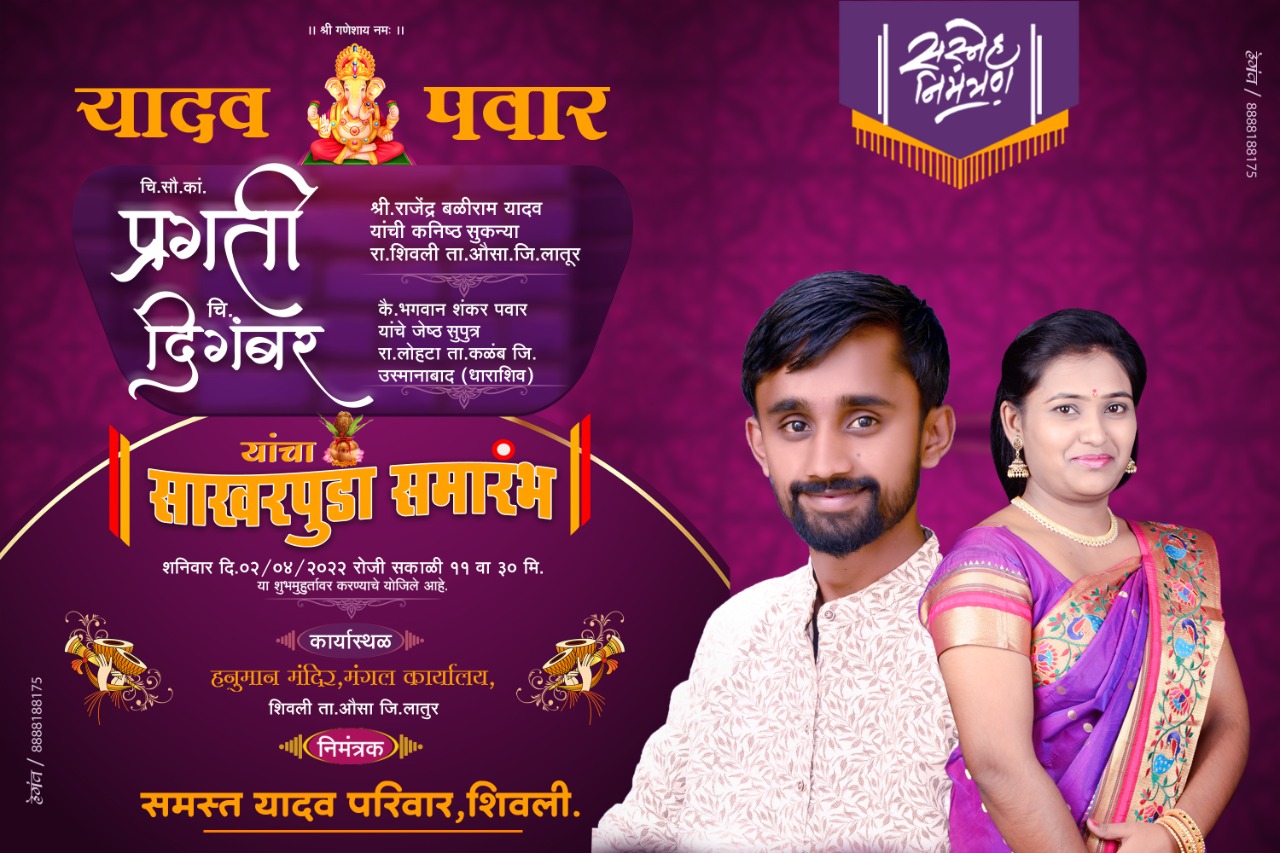 ।। श्री गणेशाय नमः ।।
यादव पवार
चि.सौ.कां.
प्रगती
श्री.राजेंद्र बळीराम यादव
यांची कनिष्ठ सुकन्या
रा.शिवली ता.औसा.जि.लातूर
चि.
दिगंबर
कै.भगवान शंकर पवार
यांचे जेष्ठ सुपुत्र
रा.लोहटा ता.कळंब जि.
उस्मानाबाद (धाराशिव)
यांचा
साखरपुडा समारंभ
शनिवार दि.०२/०४/२०२२ रोजी सकाळी ११ वा ३० मि.
या शुभमुहुर्तावर करण्याचे योजिले आहे.
कार्यास्थळ
हनुमान मंदिर,मंगल कार्यालय,
शिवली ता.औसा जि.लातुर
निमंत्रक
समस्त यादव परिवार,शिवली.
सस्नेह
निमंत्रण
हेगंत / 8888188175
हेगंत / 8888188175